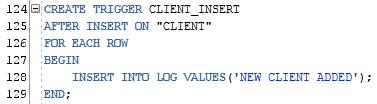 124 CREATE TRIGGER CLIENT_INSERT
125 AFTER INSERT ON "CLIENT"
126 FOR EACH ROW
127 BEGIN
128     INSERT INTO LOG VALUES('NEW CLIENT ADDED');
129 END;